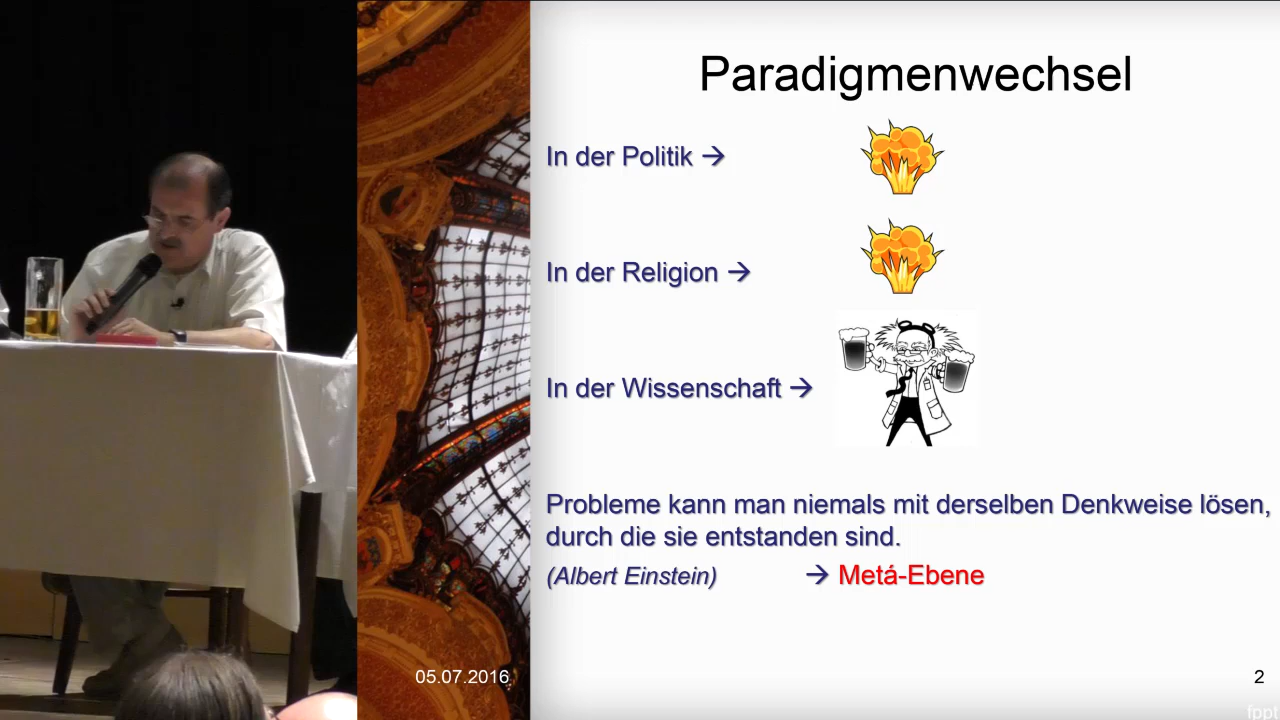 Paradigmenwechsel
In der Politik →
In der Religion →
In der Wissenschaft →
Probleme kann man niemals mit derselben Denkweise lösen,
durch die sie entstanden sind.
(Albert Einstein) → Metá-Ebene
05.07.2016
2
fppt